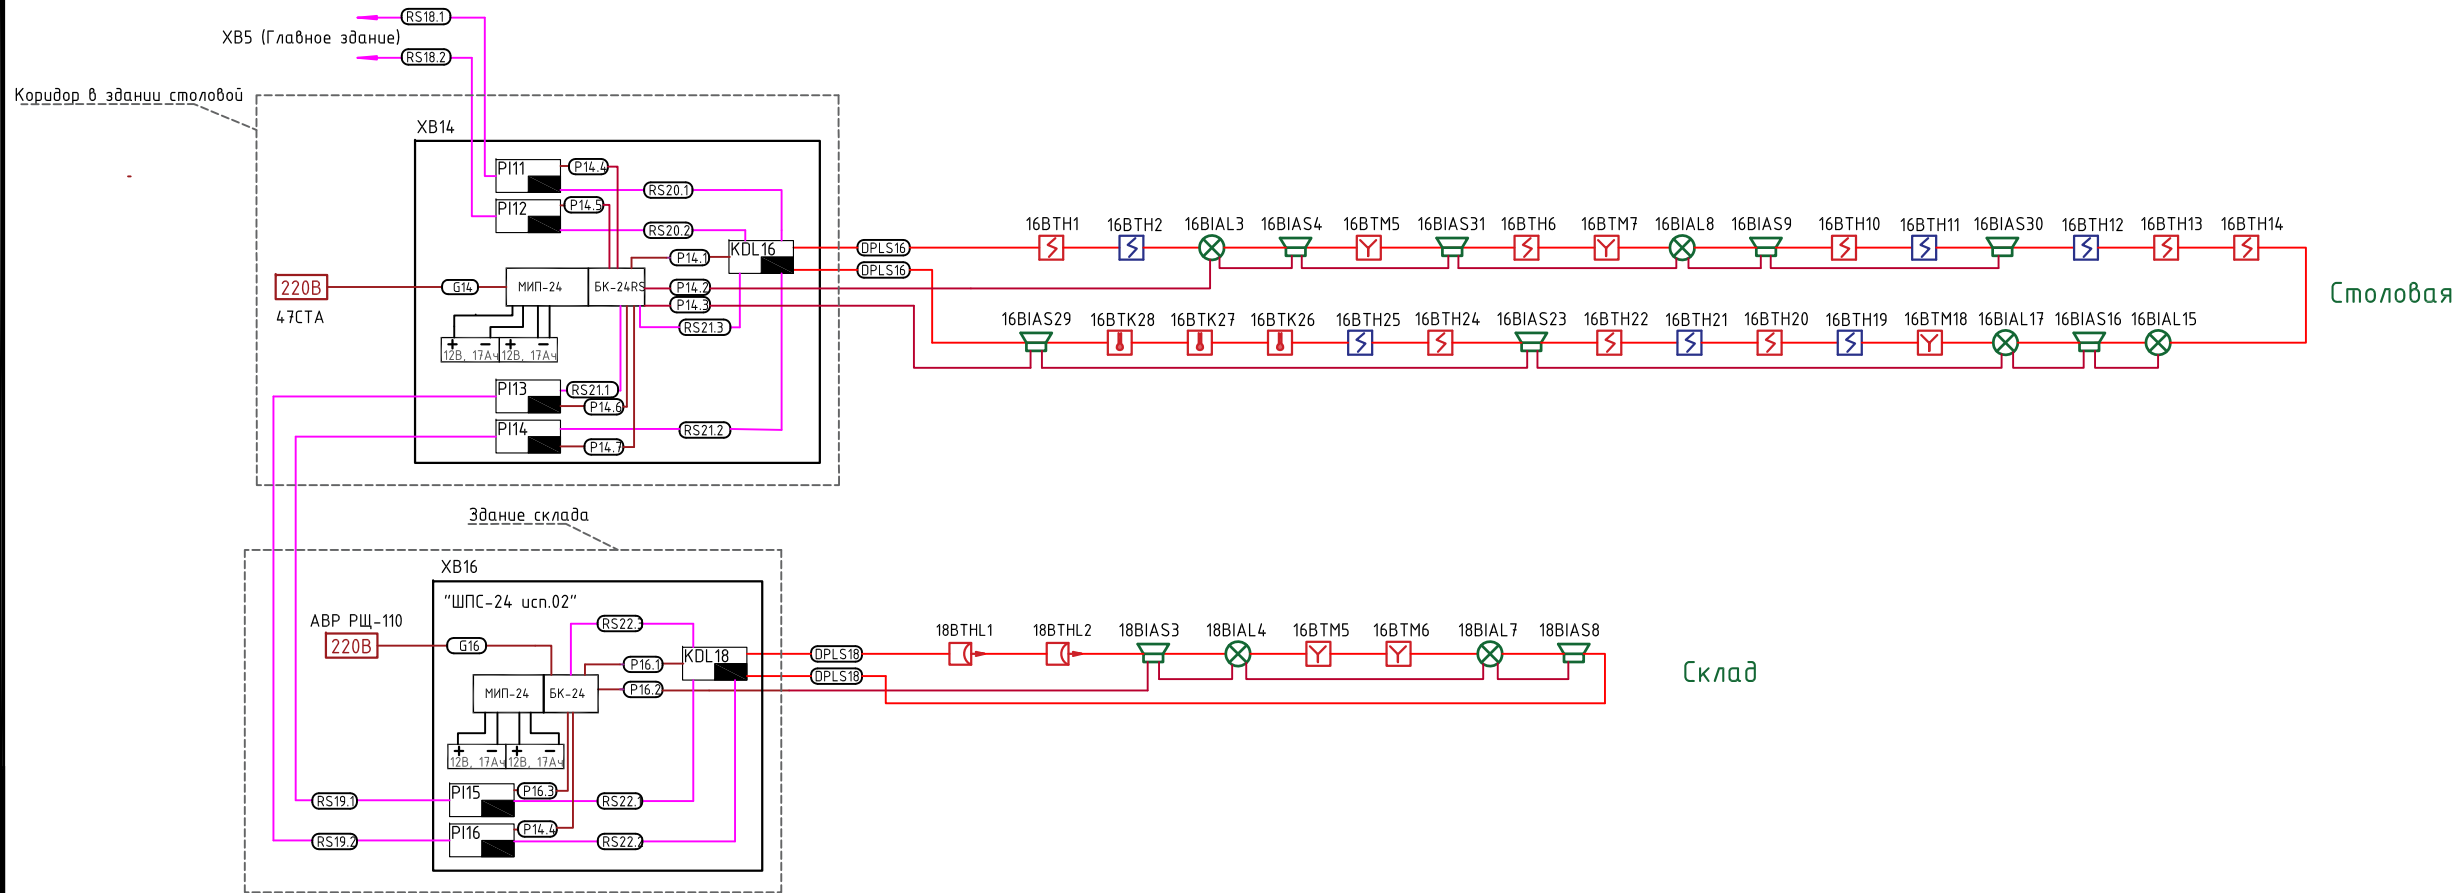 RS18.1
ХВ5 (Главное здание)
RS18.2
Коридор в здании столовой
ХВ14
PI11
P14.4
RS20.1
PI12
P14.5
RS20.2
KDL16
DPLS16
DPLS16
P14.1
220В
47СТА
G14
МИП-24
БК-24RS
P14.2
P14.3
RS21.3
+ − + −
12В, 17Ач 12В, 17Ач
PI13
RS21.1
P14.6
PI14
RS21.2
P14.7
16BTH1 16BTH2 16BIAL3 16BIAS4 16BTM5 16BIAS31 16BTH6 16BTM7 16BIAL8 16BIAS9 16BTH10 16BTH11 16BIAS30 16BTH12 16BTH13 16BTH14
Столовая
16BIAS29 16BTK28 16BTK27 16BTK26 16BTH25 16BTH24 16BIAS23 16BTH22 16BTH21 16BTH20 16BTH19 16BTM18 16BIAL17 16BIAS16 16BIAL15
Здание склада
ХВ16
"ШПС-24 исп.02"
АВР РЩ-110
220В
G16
RS22.3
KDL18
P16.1
P16.2
DPLS18
DPLS18
МИП-24
БК-24
+ − + −
12В, 17Ач 12В, 17Ач
PI15
P16.3
RS22.1
RS19.1
PI16
P14.4
RS22.2
RS19.2
18BTHL1 18BTHL2 18BIAS3 18BIAL4 16BTM5 16BTM6 18BIAL7 18BIAS8
Склад